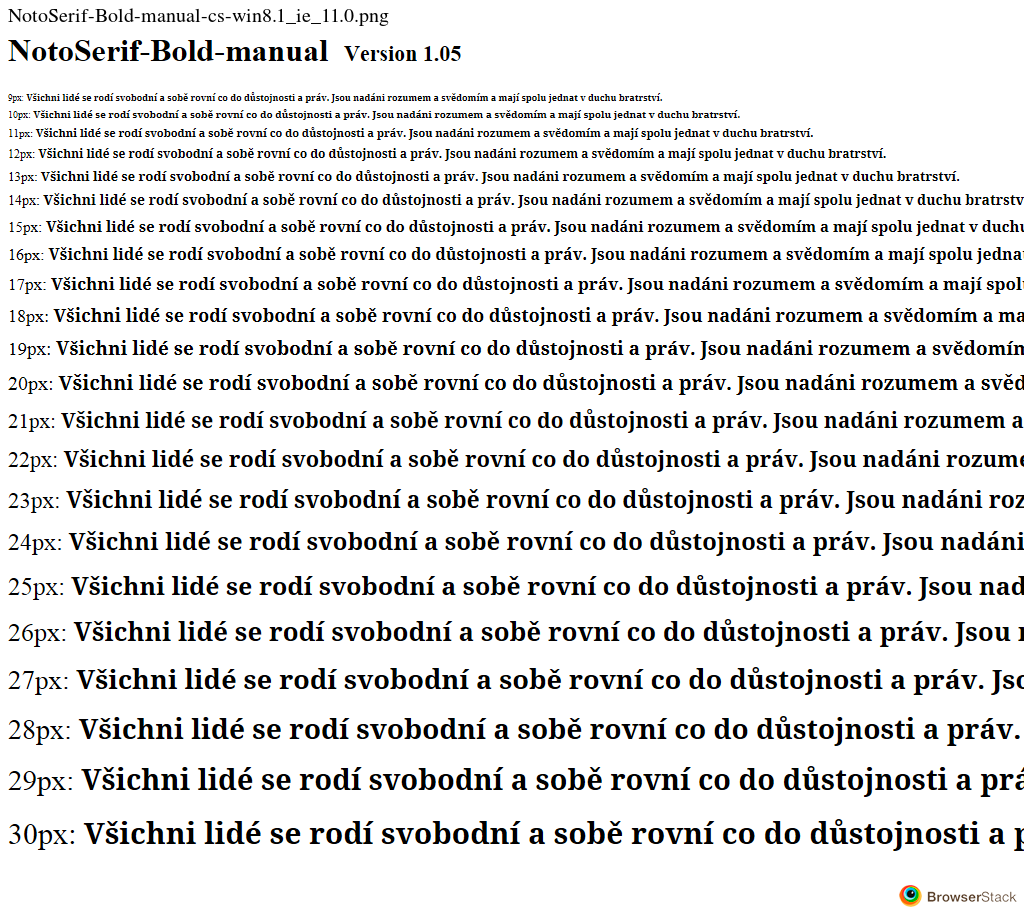 NotoSerif-Bold-manual-cs-win8.1_ie_11.0.png
NotoSerif-Bold-manual Version 1.05
9px: Všichni lidé se rodí svobodní a sobě rovní co do důstojnosti a práv. Jsou nadáni rozumem a svědomím a mají spolu jednat v duchu bratrství.
10px: Všichni lidé se rodí svobodní a sobě rovní co do důstojnosti a práv. Jsou nadáni rozumem a svědomím a mají spolu jednat v duchu bratrství.
11px: Všichni lidé se rodí svobodní a sobě rovní co do důstojnosti a práv. Jsou nadáni rozumem a svědomím a mají spolu jednat v duchu bratrství.
12px: Všichni lidé se rodí svobodní a sobě rovní co do důstojnosti a práv. Jsou nadáni rozumem a svědomím a mají spolu jednat v duchu bratrství.
13px: Všichni lidé se rodí svobodní a sobě rovní co do důstojnosti a práv. Jsou nadáni rozumem a svědomím a mají spolu jednat v duchu bratrství.
14px: Všichni lidé se rodí svobodní a sobě rovní co do důstojnosti a práv. Jsou nadáni rozumem a svědomím a mají spolu jednat v duchu bratrstv
15px: Všichni lidé se rodí svobodní a sobě rovní co do důstojnosti a práv. Jsou nadáni rozumem a svědomím a mají spolu jednat v duchu
16px: Všichni lidé se rodí svobodní a sobě rovní co do důstojnosti a práv. Jsou nadáni rozumem a svědomím a mají spolu jedna
17px: Všichni lidé se rodí svobodní a sobě rovní co do důstojnosti a práv. Jsou nadáni rozumem a svědomím a mají spol
18px: Všichni lidé se rodí svobodní a sobě rovní co do důstojnosti a práv. Jsou nadáni rozumem a svědomím a ma
19px: Všichni lidé se rodí svobodní a sobě rovní co do důstojnosti a práv. Jsou nadáni rozumem a svědomím
20px: Všichni lidé se rodí svobodní a sobě rovní co do důstojnosti a práv. Jsou nadáni rozumem a svěd
21px: Všichni lidé se rodí svobodní a sobě rovní co do důstojnosti a práv. Jsou nadáni rozumem a
22px: Všichni lidé se rodí svobodní a sobě rovní co do důstojnosti a práv. Jsou nadáni rozume
23px: Všichni lidé se rodí svobodní a sobě rovní co do důstojnosti a práv. Jsou nadáni roz
24px: Všichni lidé se rodí svobodní a sobě rovní co do důstojnosti a práv. Jsou nadáni
25px: Všichni lidé se rodí svobodní a sobě rovní co do důstojnosti a práv. Jsou nad
26px: Všichni lidé se rodí svobodní a sobě rovní co do důstojnosti a práv. Jsou
27px: Všichni lidé se rodí svobodní a sobě rovní co do důstojnosti a práv. Jso
28px: Všichni lidé se rodí svobodní a sobě rovní co do důstojnosti a práv.
29px: Všichni lidé se rodí svobodní a sobě rovní co do důstojnosti a prá
30px: Všichni lidé se rodí svobodní a sobě rovní co do důstojnosti a p
BrowserStack